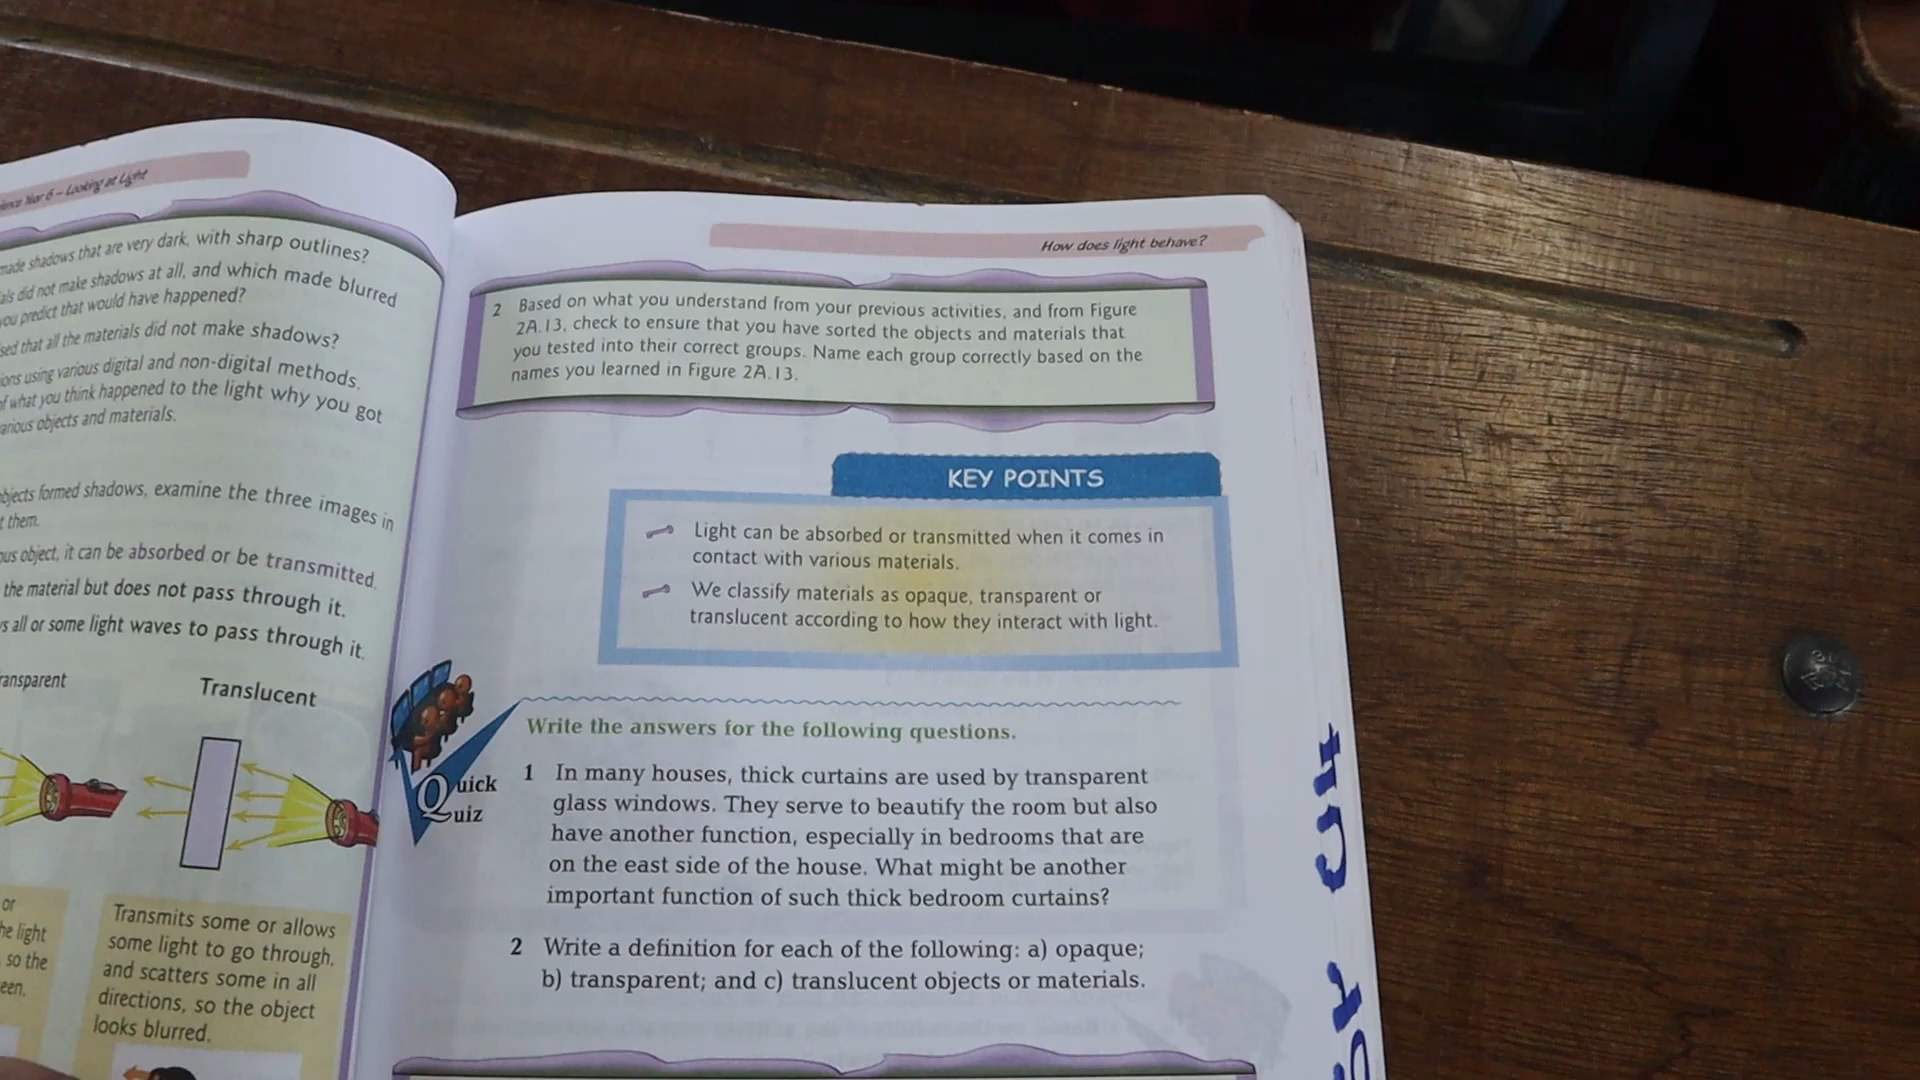 Year 6 – Looking at Light
made shadows that are very dark, with sharp outlines?
did not make shadows at all, and which made blurred
you predict that would have happened?
that all the materials did not make shadows?
using various digital and non-digital methods.
of what you think happened to the light why you got
various objects and materials.
objects formed shadows, examine the three images in
them.
object, it can be absorbed or be transmitted.
the material but does not pass through it.
all or some light waves to pass through it.
Translucent
or
light
so the
Transmits some or allows
some light to go through,
and scatters some in all
directions, so the object
looks blurred.
How does light behave?
2 Based on what you understand from your previous activities, and from Figure
2A.13, check to ensure that you have sorted the objects and materials that
you tested into their correct groups. Name each group correctly based on the
names you learned in Figure 2A.13.
KEY POINTS
Light can be absorbed or transmitted when it comes in
contact with various materials.
We classify materials as opaque, transparent or
translucent according to how they interact with light.
Quick
Quiz
Write the answers for the following questions.
1 In many houses, thick curtains are used by transparent
glass windows. They serve to beautify the room but also
have another function, especially in bedrooms that are
on the east side of the house. What might be another
important function of such thick bedroom curtains?
2 Write a definition for each of the following: a) opaque;
b) transparent; and c) translucent objects or materials.